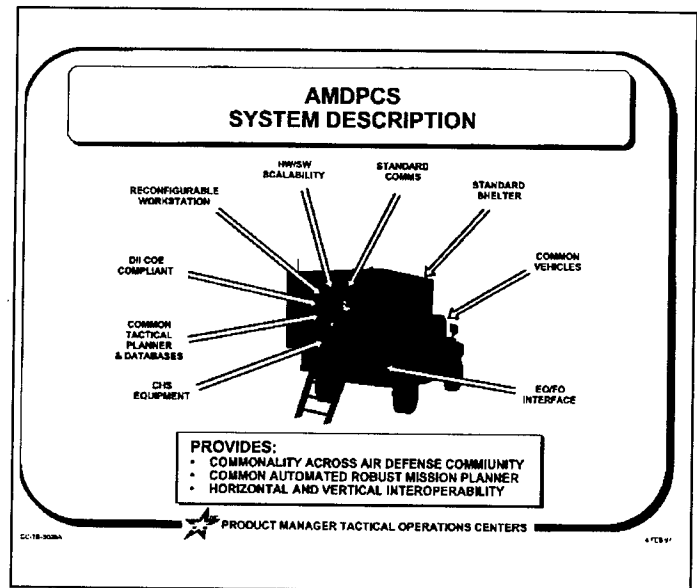 AMDPCS
SYSTEM DESCRIPTION
HW/SW
SCALABILITY
STANDARD
COMMS
RECONFIGURABLE
WORKSTATION
STANDARD
SHELTER
DII COE
COMPLIANT
COMMON
VEHICLES
COMMON
TACTICAL
PLANNER
& DATABASES
CHS
EQUIPMENT
EO/FO
INTERFACE
PROVIDES:
• COMMONALITY ACROSS AIR DEFENSE COMMIUNITY
• COMMON AUTOMATED ROBUST MISSION PLANNER
• HORIZONTAL AND VERTICAL INTEROPERABILITY
PRODUCT MANAGER TACTICAL OPERATIONS CENTERS